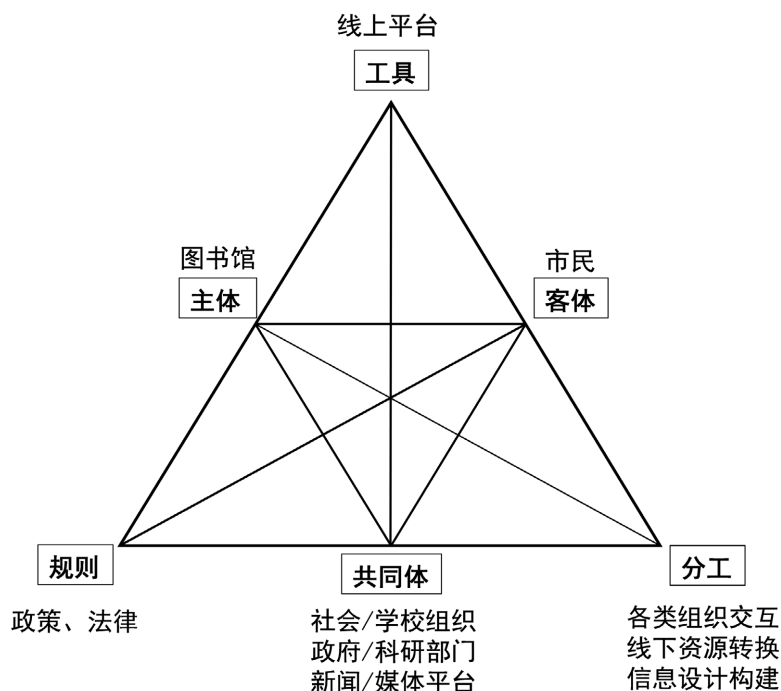 线上平台
工具
图书馆
主体
市民
客体
规则
政策、法律
共同体
社会/学校组织
政府/科研部门
新闻/媒体平台
分工
各类组织交互
线下资源转换
信息设计构建